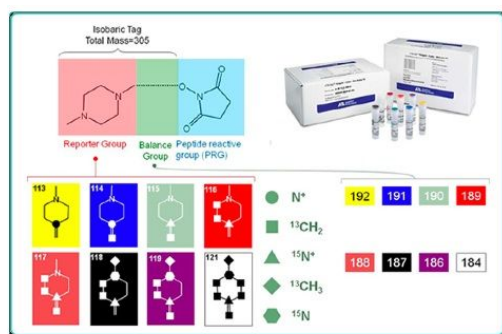 Isobaric Tag
Total Mass=305
N
N
N
O
O
O
Reporter Group
Balance
Group
Peptide reactive
group (PRG)
113
114
115
116
N
N
N
N
117
118
119
121
N
N⁺
¹³CH₂
¹⁵N⁺
¹³CH₃
¹⁵N
192
191
190
189
188
187
186
184